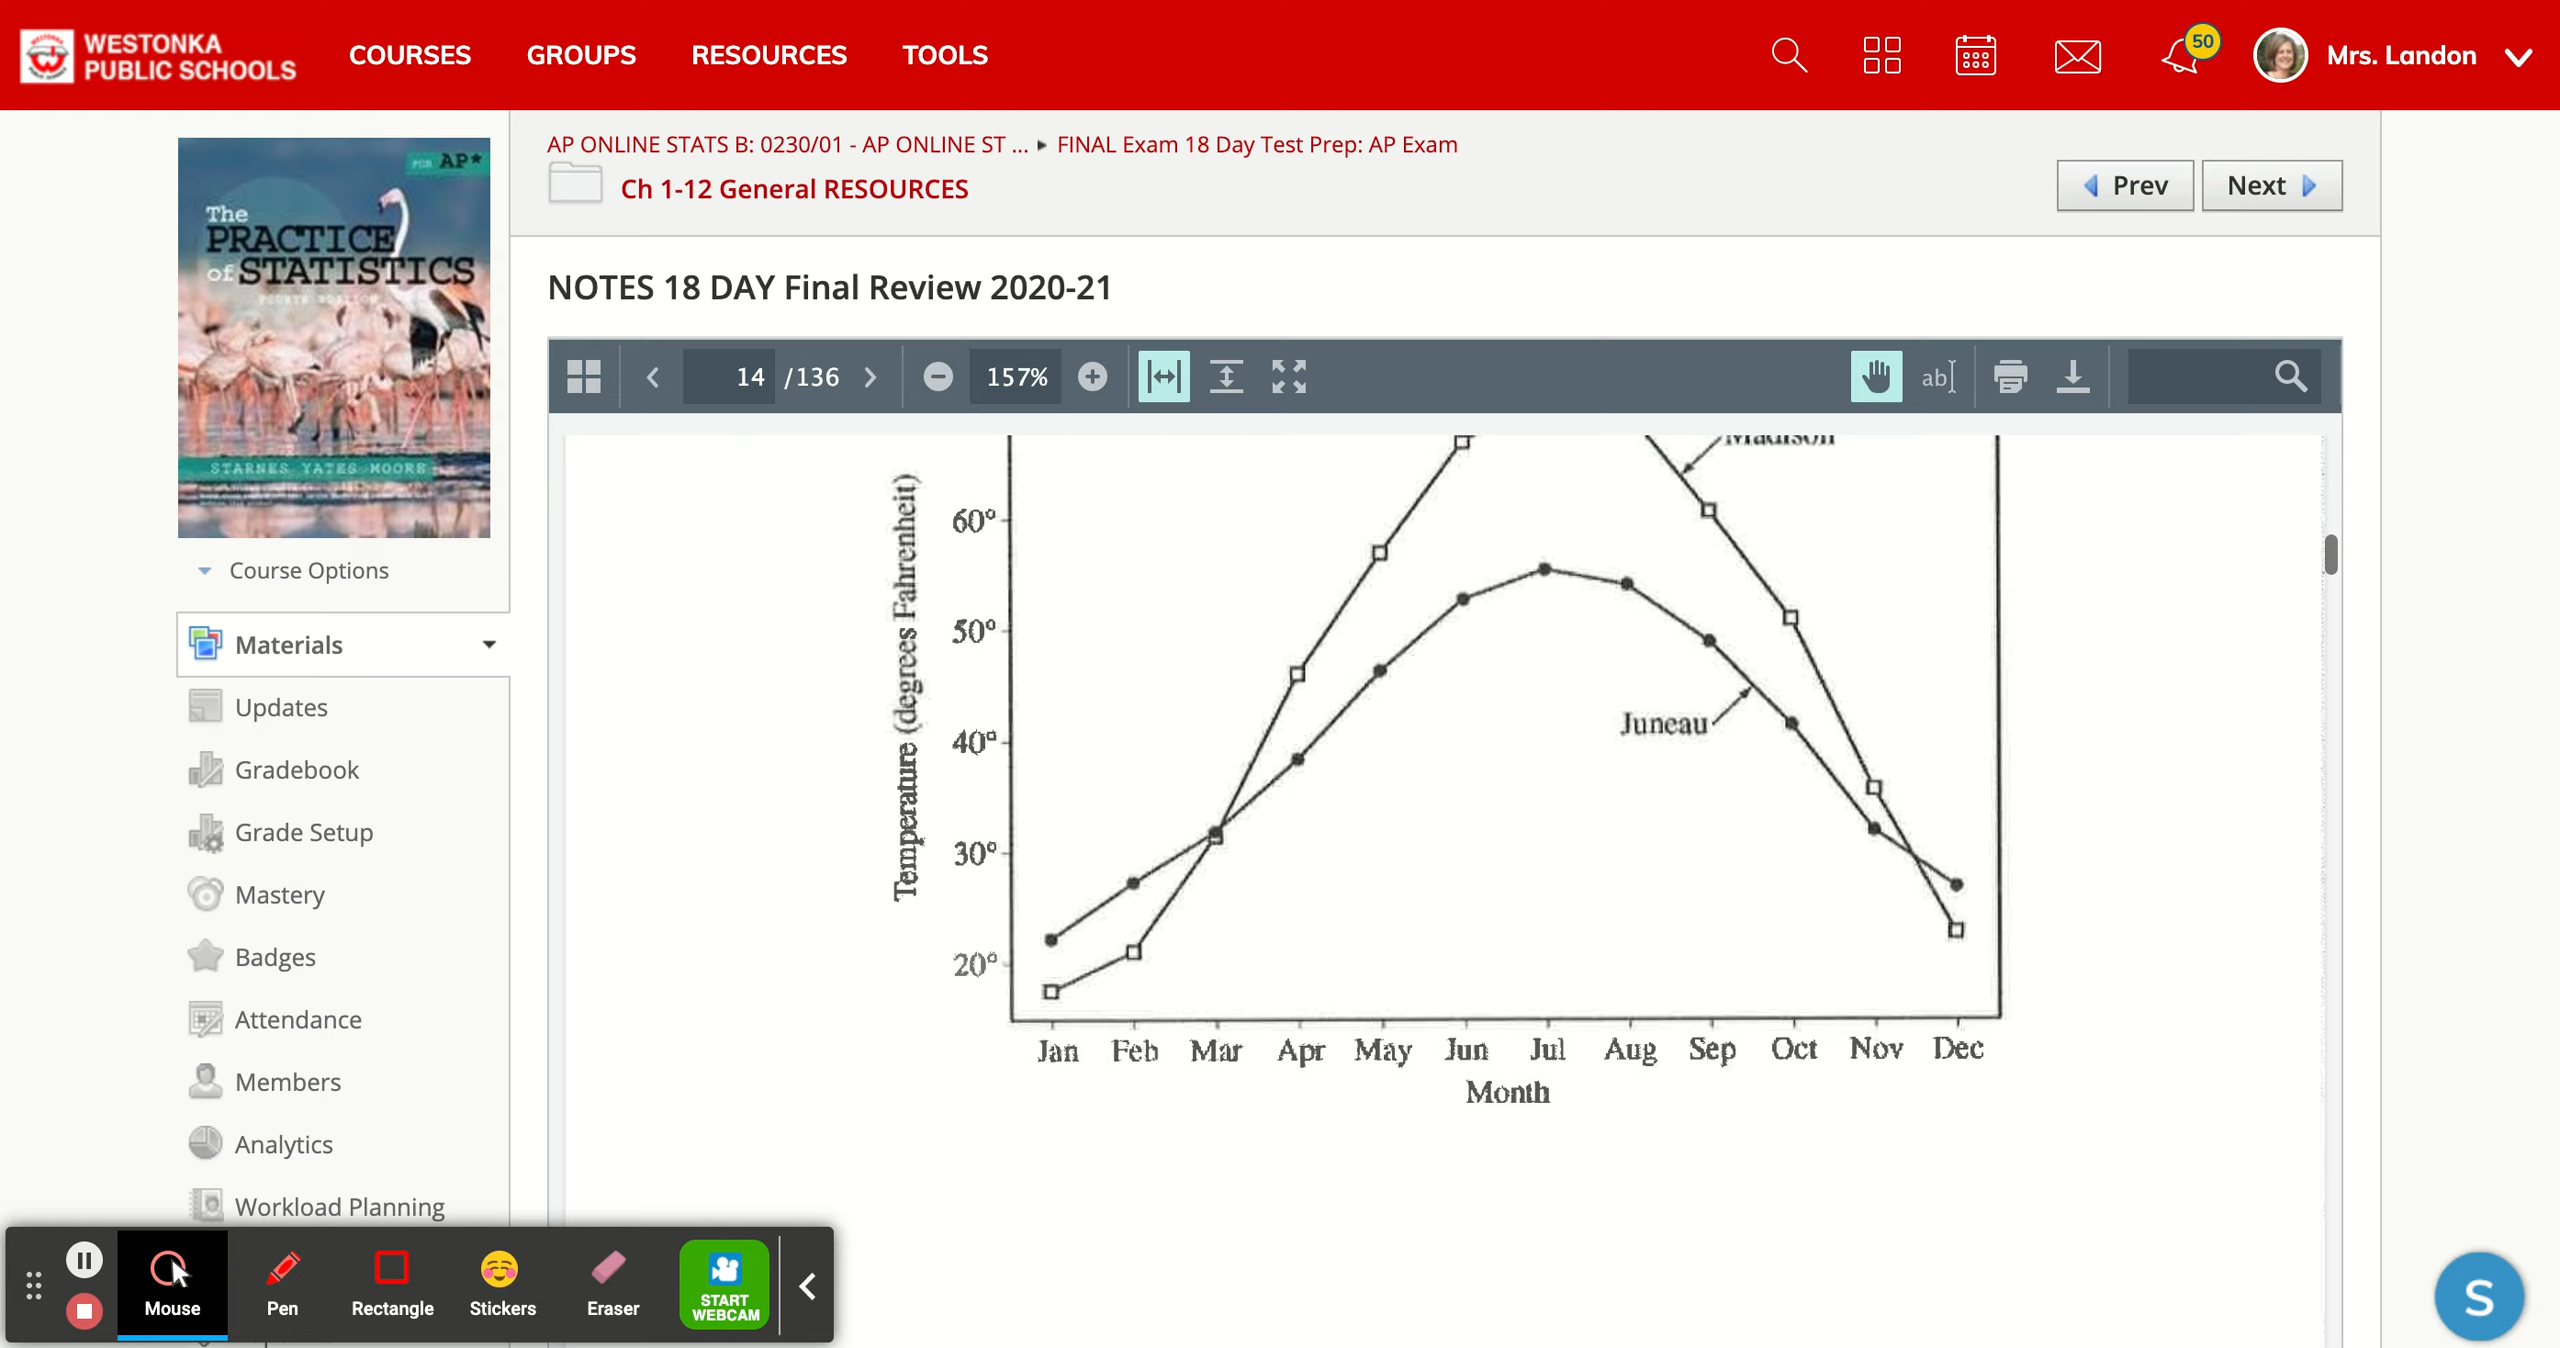 WESTONKA
PUBLIC SCHOOLS
COURSES
GROUPS
RESOURCES
TOOLS
50
Mrs. Landon
FOR AP*
The
PRACTICE
of STATISTICS
FOURTH EDITION
STARNES YATES MOORE
AP ONLINE STATS B: 0230/01 - AP ONLINE ST ... ▸ FINAL Exam 18 Day Test Prep: AP Exam
Ch 1-12 General RESOURCES
Prev
Next
NOTES 18 DAY Final Review 2020-21
14 /136
157%
ab
Course Options
Materials
Updates
Gradebook
Grade Setup
Mastery
Badges
Attendance
Members
Analytics
Workload Planning
Madison
Temperature (degrees Fahrenheit)
60°
50°
40°
30°
20°
Juneau
Jan Feb Mar Apr May Jun Jul Aug Sep Oct Nov Dec
Month
Mouse
Pen
Rectangle
Stickers
Eraser
START
WEBCAM
S